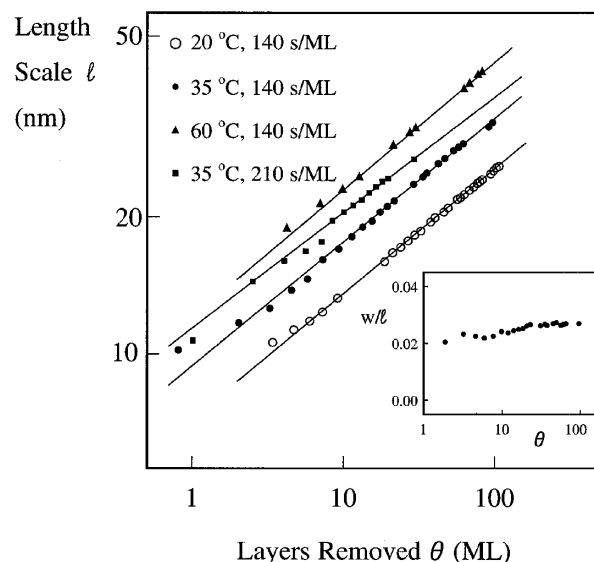 Length
Scale ℓ
(nm)
50
20
10
○ 20 °C, 140 s/ML
● 35 °C, 140 s/ML
▲ 60 °C, 140 s/ML
■ 35 °C, 210 s/ML
w/ℓ
0.04
0.02
0.00
1 10 100
θ
1 10 100
Layers Removed θ (ML)